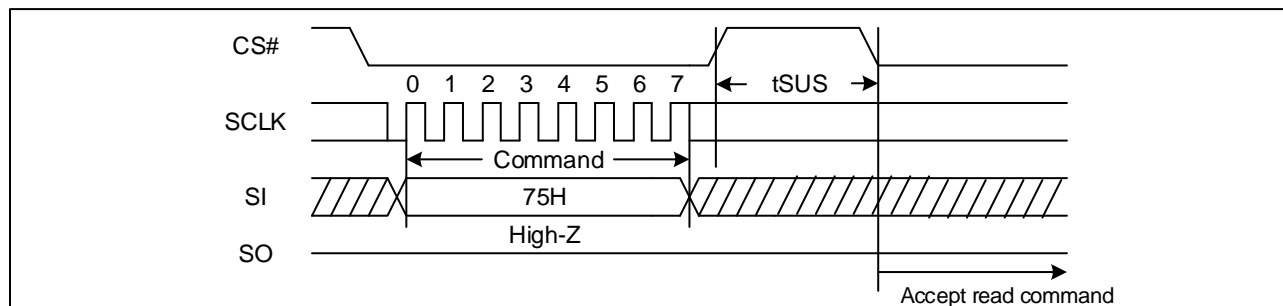 CS#
tSUS
0 1 2 3 4 5 6 7
SCLK
Command
SI
75H
High-Z
SO
Accept read command